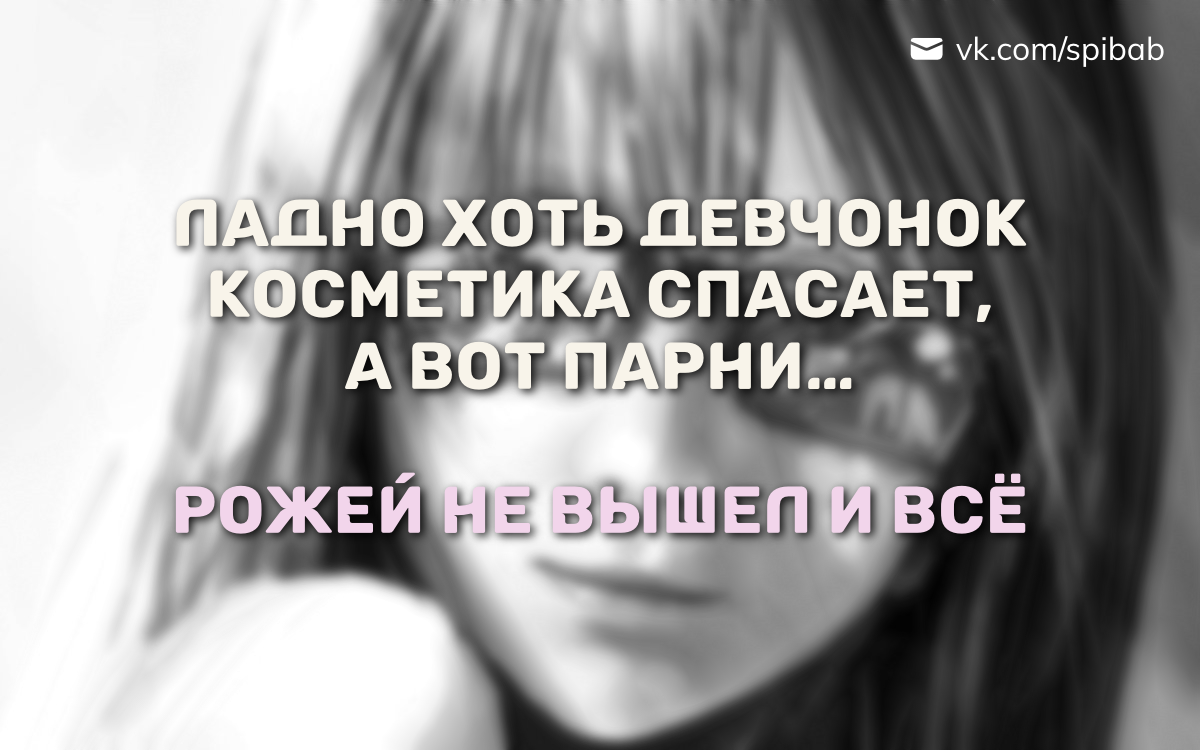 vk.com/spibab
ЛАДНО ХОТЬ ДЕВЧОНОК
КОСМЕТИКА СПАСАЕТ,
А ВОТ ПАРНИ...
РОЖЕЙ НЕ ВЫШЕЛ И ВСЁ